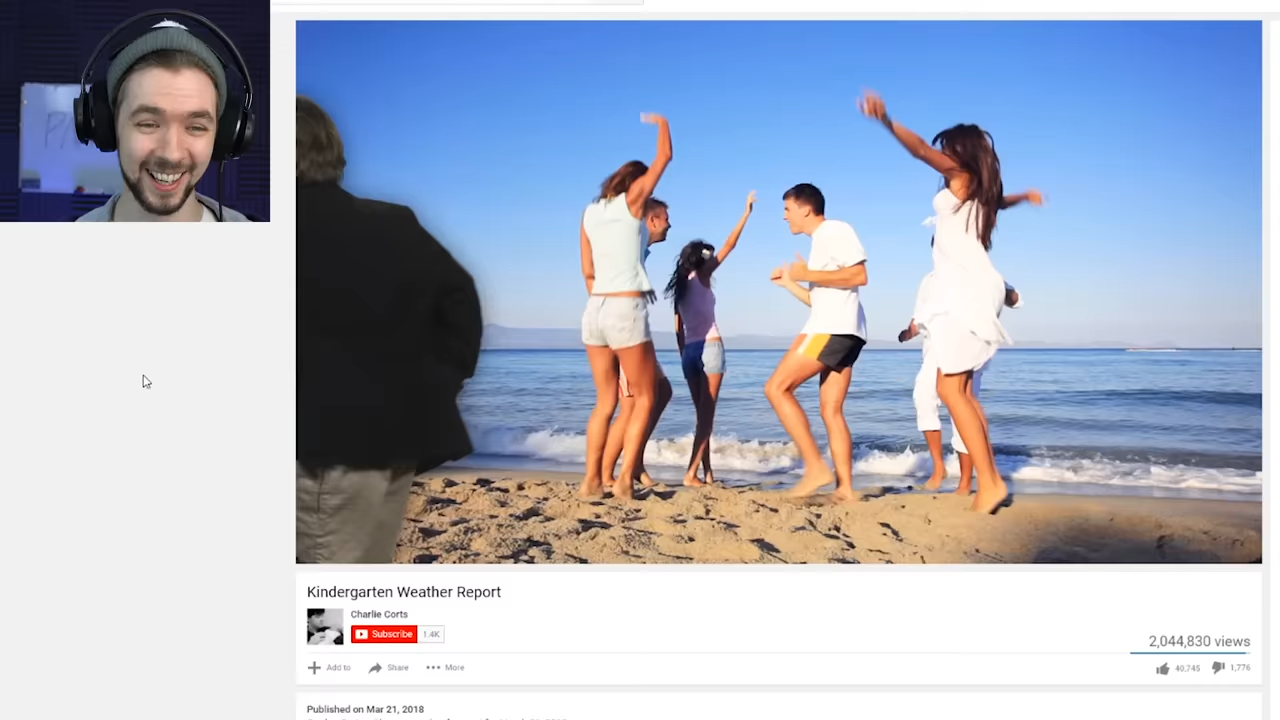 Kindergarten Weather Report
Charlie Corts
Subscribe 1.4K
2,044,830 views
Add to Share More 40,745 1,776
Published on Mar 21, 2018